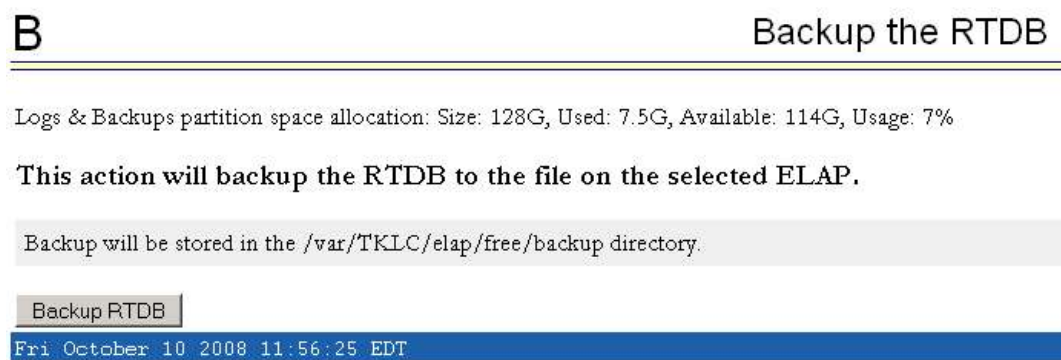 B Backup the RTDB
Logs & Backups partition space allocation: Size: 128G, Used: 7.5G, Available: 114G, Usage: 7%
This action will backup the RTDB to the file on the selected ELAP.
Backup will be stored in the /var/TKLC/elap/free/backup directory.
Backup RTDB
Fri October 10 2008 11:56:25 EDT